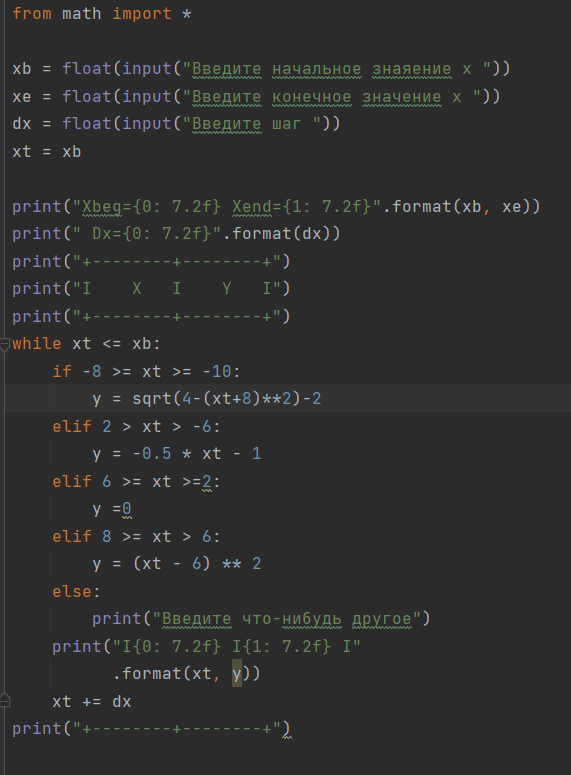 from math import *
xb = float(input("Введите начальное знаяение x "))
xe = float(input("Введите конечное значение x "))
dx = float(input("Введите шаг "))
xt = xb
print("Xbeg={0: 7.2f} Xend={1: 7.2f}".format(xb, xe))
print(" Dx={0: 7.2f}".format(dx))
print("+--------+--------+")
print("I    X   I    Y   I")
print("+--------+--------+")
while xt <= xb:
    if -8 >= xt >= -10:
        y = sqrt(4-(xt+8)**2)-2
    elif 2 > xt > -6:
        y = -0.5 * xt - 1
    elif 6 >= xt >=2:
        y =0
    elif 8 >= xt > 6:
        y = (xt - 6) ** 2
    else:
        print("Введите что-нибудь другое")
    print("I{0: 7.2f} I{1: 7.2f} I"
          .format(xt, y))
    xt += dx
print("+--------+--------+")